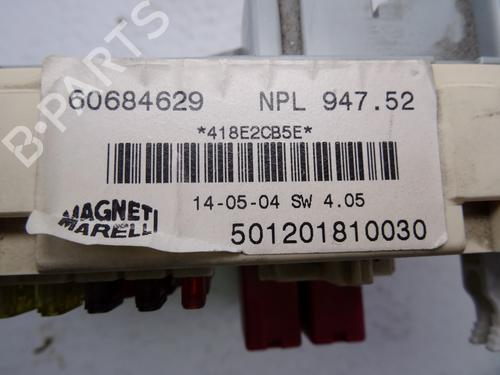 B-PARTS
60684629 NPL 947.52
*418E2CB5E*
14-05-04 SW 4.05
MAGNETI
MARELLI
501201810030